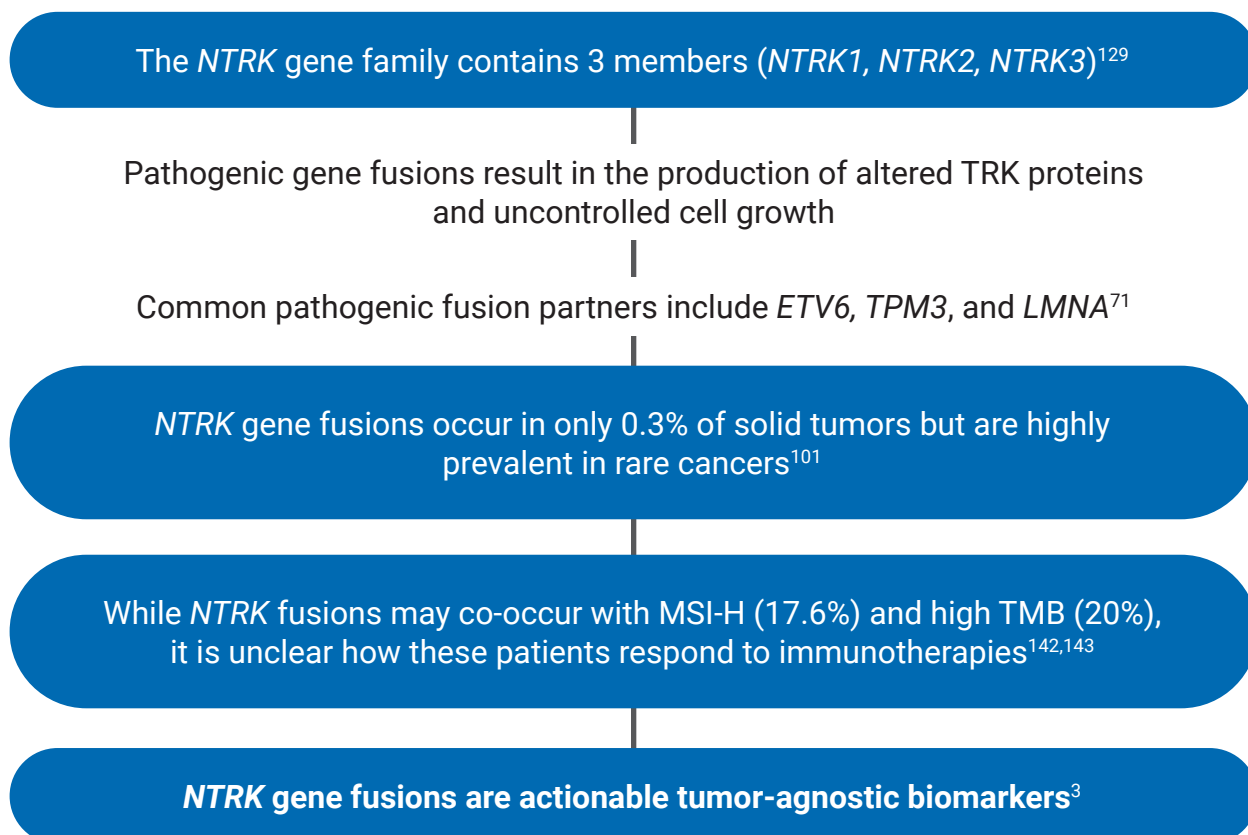 The NTRK gene family contains 3 members (NTRK1, NTRK2, NTRK3)129
Pathogenic gene fusions result in the production of altered TRK proteins
and uncontrolled cell growth
Common pathogenic fusion partners include ETV6, TPM3, and LMNA71
NTRK gene fusions occur in only 0.3% of solid tumors but are highly
prevalent in rare cancers101
While NTRK fusions may co-occur with MSI-H (17.6%) and high TMB (20%),
it is unclear how these patients respond to immunotherapies142,143
NTRK gene fusions are actionable tumor-agnostic biomarkers3